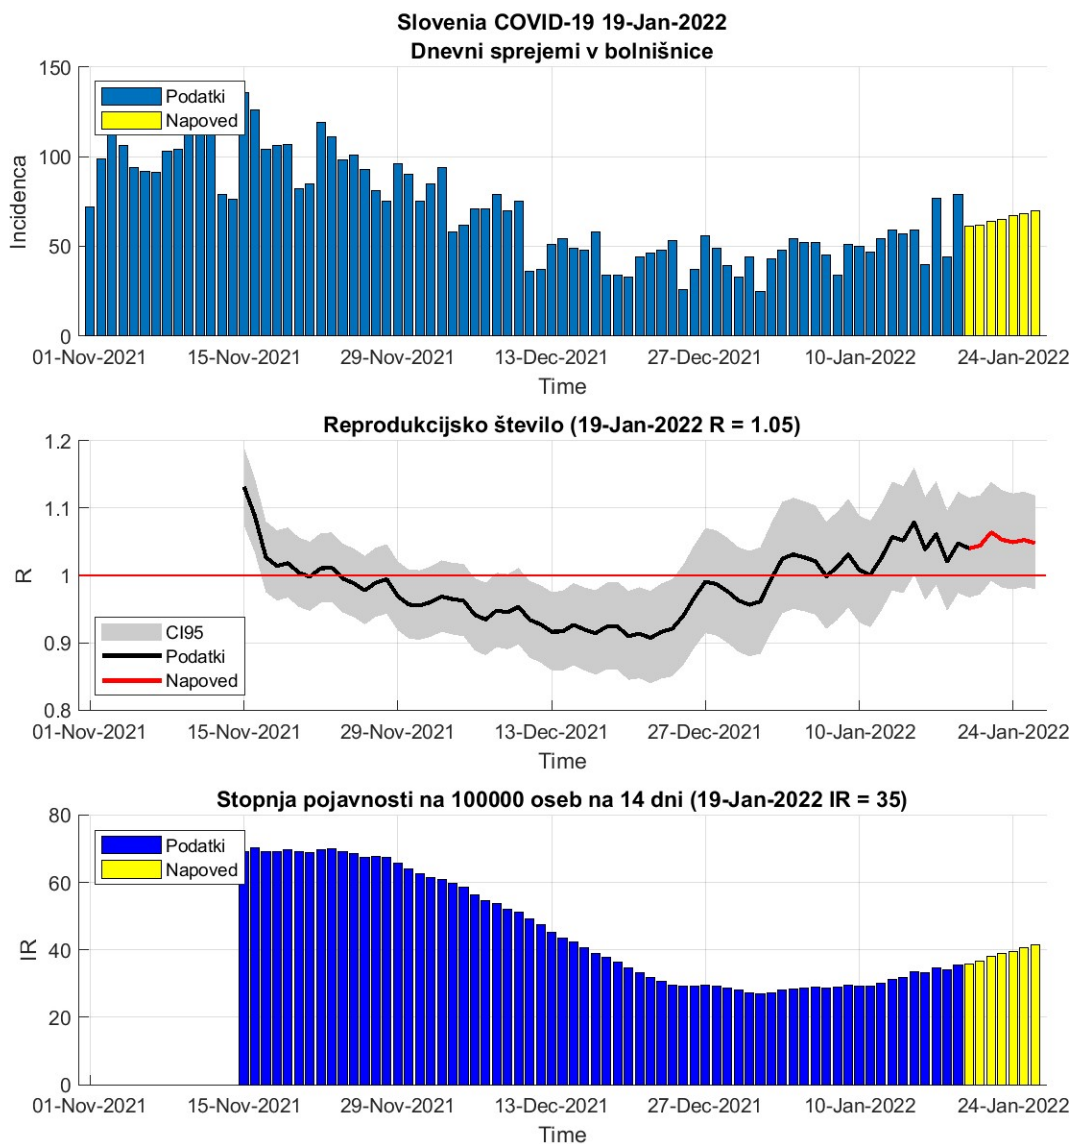 Slovenia COVID-19 19-Jan-2022
Dnevni sprejemi v bolnišnice
150
100
50
0
Incidenca
Podatki
Napoved
01-Nov-2021 15-Nov-2021 29-Nov-2021 13-Dec-2021 27-Dec-2021 10-Jan-2022 24-Jan-2022
Time
Reprodukcijsko število (19-Jan-2022 R = 1.05)
1.2
1.1
1
0.9
0.8
R
CI95
Podatki
Napoved
01-Nov-2021 15-Nov-2021 29-Nov-2021 13-Dec-2021 27-Dec-2021 10-Jan-2022 24-Jan-2022
Time
Stopnja pojavnosti na 100000 oseb na 14 dni (19-Jan-2022 IR = 35)
80
60
40
20
0
IR
Podatki
Napoved
01-Nov-2021 15-Nov-2021 29-Nov-2021 13-Dec-2021 27-Dec-2021 10-Jan-2022 24-Jan-2022
Time